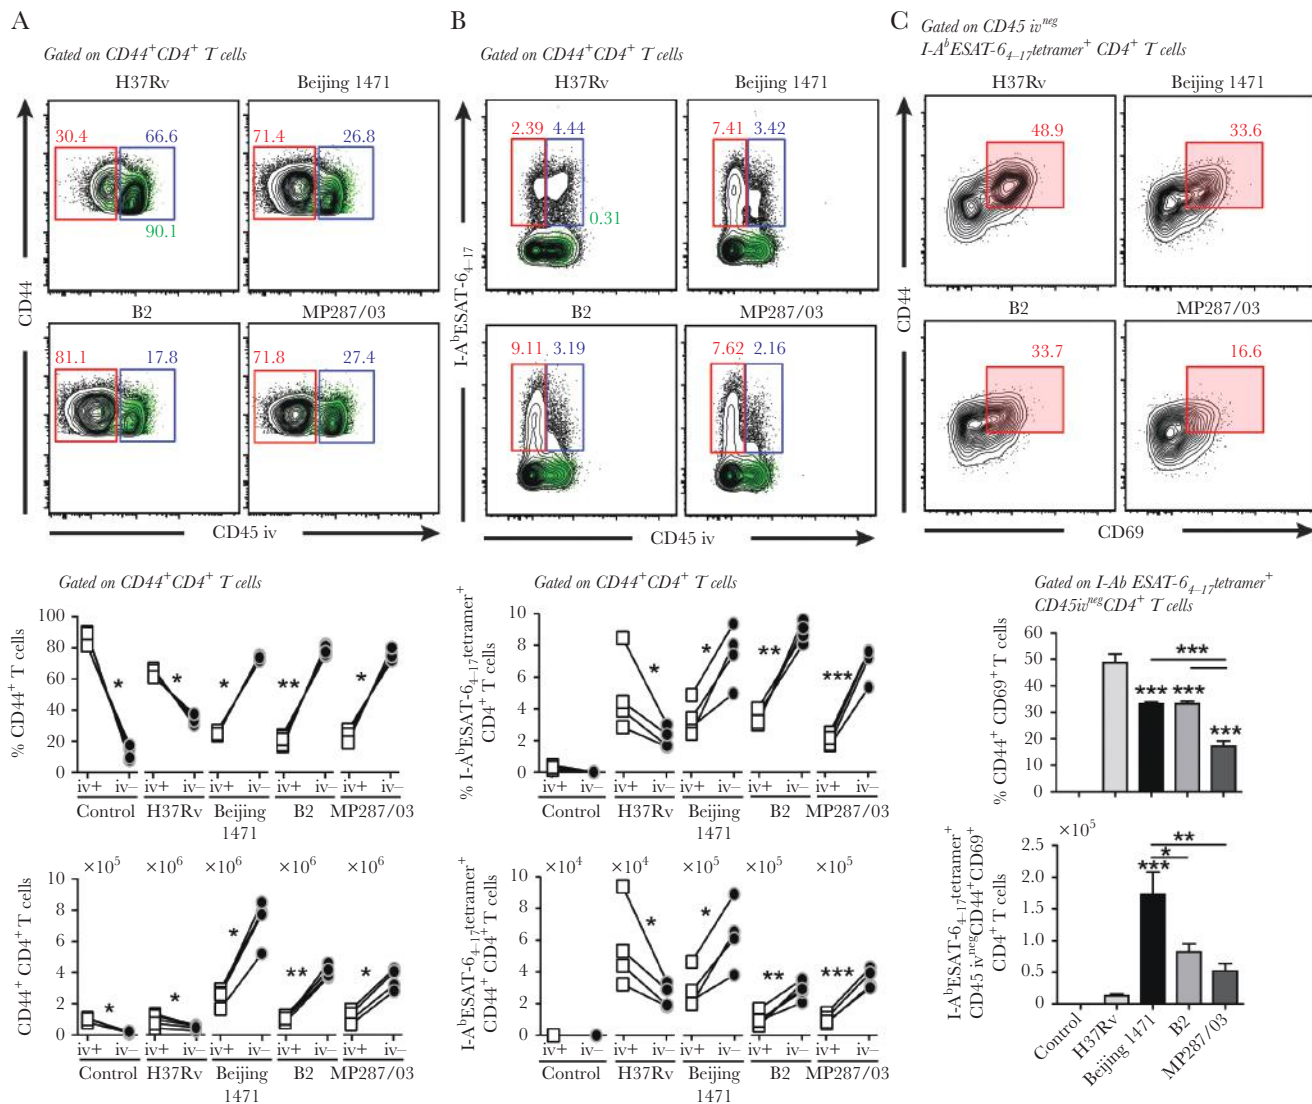 A
Gated on CD44⁺CD4⁺ T cells
H37Rv Beijing 1471
30.4 66.6 71.4 26.8
90.1
B2 MP287/03
81.1 17.8 71.8 27.4
CD44
CD45 iv
Gated on CD44⁺CD4⁺ T cells
% CD44⁺ T cells
100
80
60
40
20
0
* * * ** *
iv+ iv– iv+ iv– iv+ iv– iv+ iv– iv+ iv–
Control H37Rv Beijing 1471 B2 MP287/03
CD44⁺ CD4⁺ T cells
×10⁵ ×10⁶ ×10⁶ ×10⁶ ×10⁶
10
8
6
4
2
0
* * * ** *
iv+ iv– iv+ iv– iv+ iv– iv+ iv– iv+ iv–
Control H37Rv Beijing 1471 B2 MP287/03
B
Gated on CD44⁺CD4⁺ T cells
H37Rv Beijing 1471
2.39 4.44 7.41 3.42
0.31
B2 MP287/03
9.11 3.19 7.62 2.16
I-AᵇESAT-6₄₋₁₇
CD45 iv
Gated on CD44⁺CD4⁺ T cells
% I-AᵇESAT-6₄₋₁₇tetramer⁺
CD4⁺ T cells
10
8
6
4
2
0
* * ** ***
iv+ iv– iv+ iv– iv+ iv– iv+ iv– iv+ iv–
Control H37Rv Beijing 1471 B2 MP287/03
I-AᵇESAT-6₄₋₁₇tetramer⁺
CD44⁺ CD4⁺ T cells
×10⁴ ×10⁴ ×10⁵ ×10⁵ ×10⁵
10
8
6
4
2
0
* * ** ***
iv+ iv– iv+ iv– iv+ iv– iv+ iv– iv+ iv–
Control H37Rv Beijing 1471 B2 MP287/03
C
Gated on CD45 ivⁿᵉᵍ
I-AᵇESAT-6₄₋₁₇tetramer⁺ CD4⁺ T cells
H37Rv Beijing 1471
48.9 33.6
B2 MP287/03
33.7 16.6
CD44
CD69
Gated on I-Ab ESAT-6₄₋₁₇tetramer⁺
CD45ivⁿᵉᵍCD4⁺ T cells
% CD44⁺ CD69⁺ T cells
60
50
40
30
20
10
0
***
*** *** ***
I-AᵇESAT-6₄₋₁₇tetramer⁺
CD45 ivⁿᵉᵍCD44⁺CD69⁺
CD4⁺ T cells
×10⁵
2.5
2.0
1.5
1.0
0.5
0
**
*
***
Control H37Rv Beijing 1471 B2 MP287/03